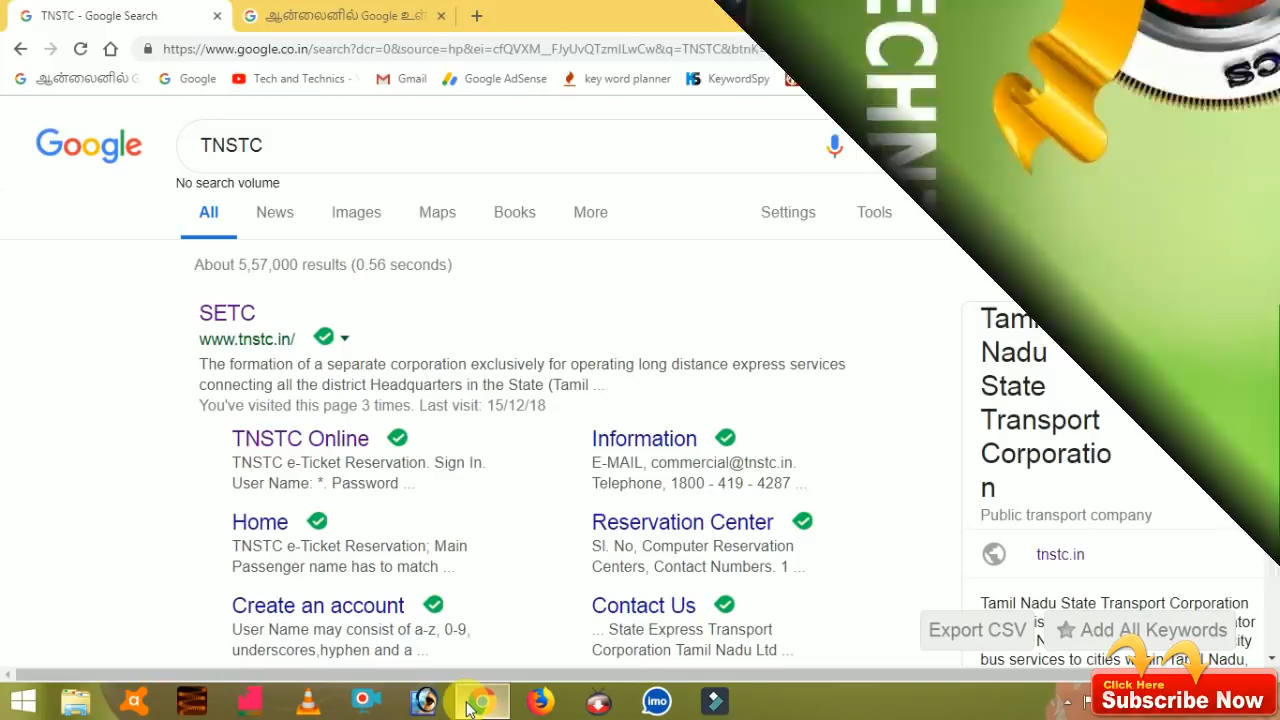 TNSTC - Google Search
ஆன்லைனில் Google உள்
https://www.google.co.in/search?dcr=0&source=hp&ei=cfQVXM__FJyUvQTzmILwCw&q=TNSTC&btnK=
ஆன்லைனில் G
Google
Tech and Technics -
Gmail
Google AdSense
key word planner
KeywordSpy
ECHN
Google
TNSTC
No search volume
All
News
Images
Maps
Books
More
Settings
Tools
About 5,57,000 results (0.56 seconds)
SETC
www.tnstc.in/
The formation of a separate corporation exclusively for operating long distance express services
connecting all the district Headquarters in the State (Tamil ...
You've visited this page 3 times. Last visit: 15/12/18
TNSTC Online
TNSTC e-Ticket Reservation. Sign In.
User Name: *. Password ...
Information
E-MAIL, commercial@tnstc.in.
Telephone, 1800 - 419 - 4287 ...
Home
TNSTC e-Ticket Reservation; Main
Passenger name has to match ...
Reservation Center
Sl. No, Computer Reservation
Centers, Contact Numbers. 1 ...
Create an account
User Name may consist of a-z, 0-9,
underscores,hyphen and a ...
Contact Us
... State Express Transport
Corporation Tamil Nadu Ltd ...
Tam
Nadu
State
Transport
Corporatio
n
Public transport company
tnstc.in
Tamil Nadu State Transport Corporation
bus services to cities within Tamil Nadu,
Export CSV
Add All Keywords
imo
Click Here
Subscribe Now